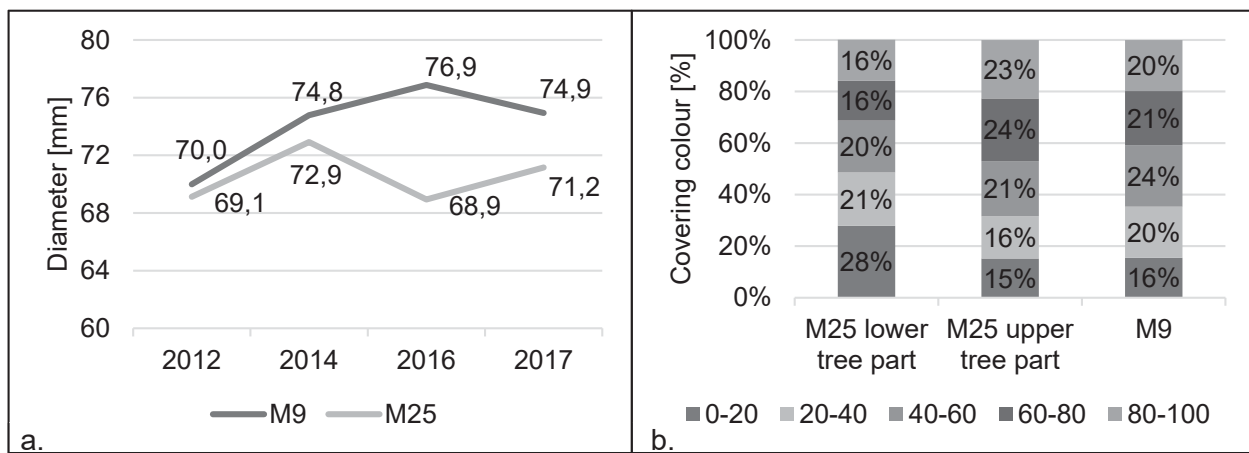 80
76
72
68
64
60
Diameter [mm]
70,0
74,8
76,9
74,9
69,1
72,9
68,9
71,2
2012 2014 2016 2017
M9 M25
a.
100%
80%
60%
40%
20%
0%
Covering colour [%]
16% 23% 20%
16% 24% 21%
20% 21% 24%
21% 16% 20%
28% 15% 16%
M25 lower tree part
M25 upper tree part
M9
0-20 20-40 40-60 60-80 80-100
b.